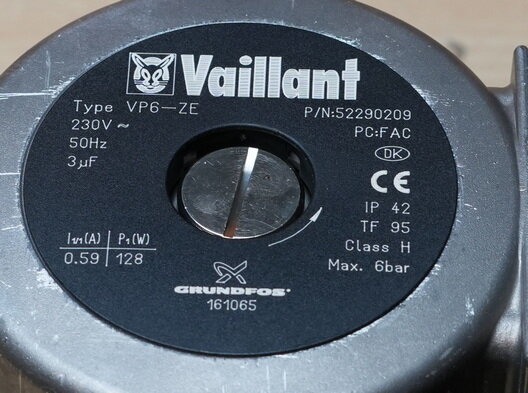 Vaillant
Type VP6-ZE
230V ~
50Hz
3µF
P/N:52290209
PC:FAC
DK
CE
IP 42
TF 95
Class H
Max. 6bar
I1/1(A) P1(W)
0.59 128
GRUNDFOS
161065